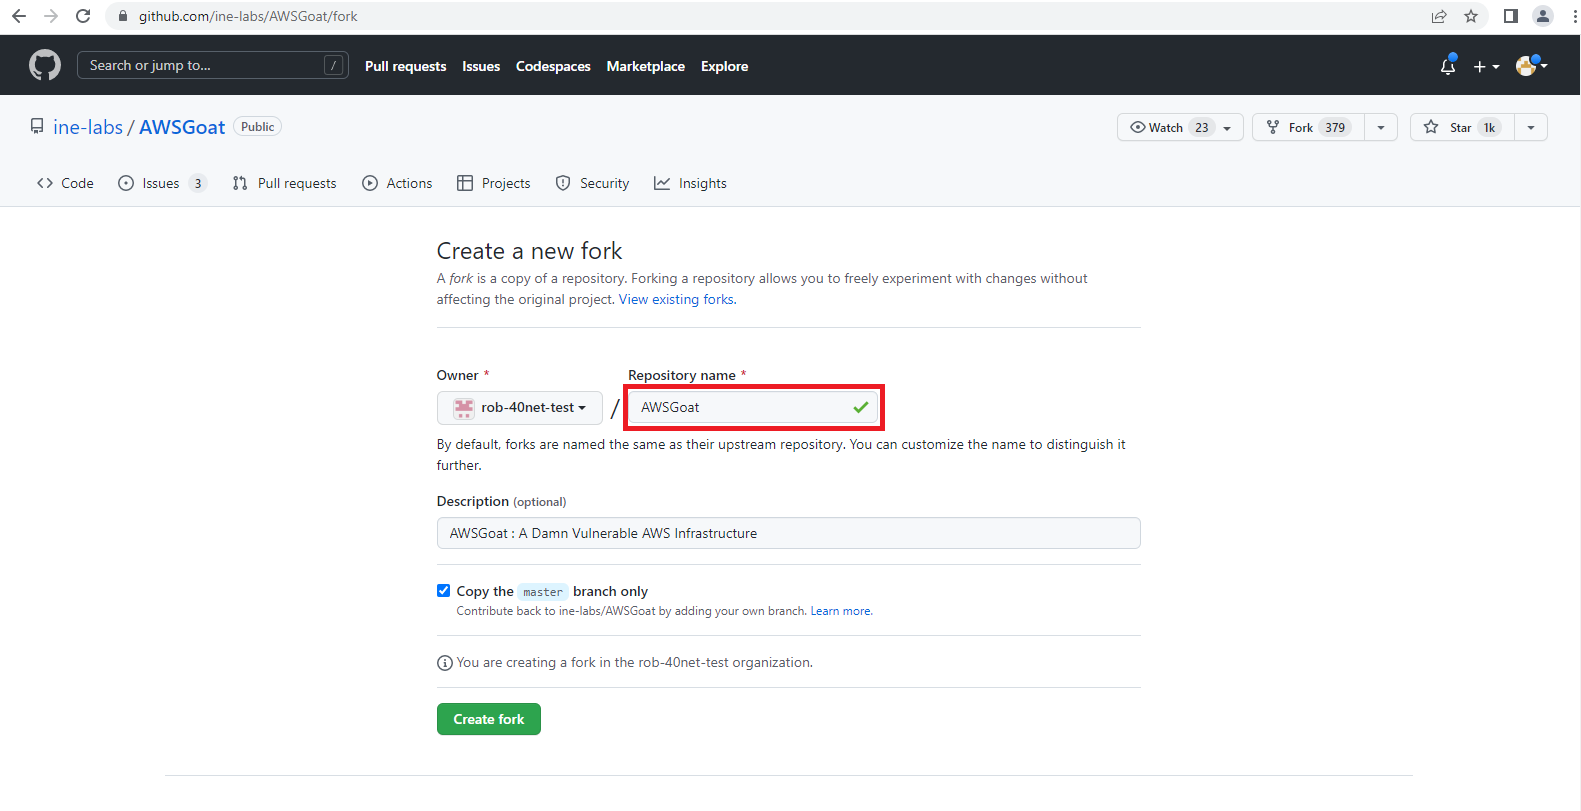 github.com/ine-labs/AWSGoat/fork
Search or jump to... /
Pull requests Issues Codespaces Marketplace Explore
ine-labs / AWSGoat Public
Watch 23 Fork 379 Star 1k
Code Issues 3 Pull requests Actions Projects Security Insights
Create a new fork
A fork is a copy of a repository. Forking a repository allows you to freely experiment with changes without
affecting the original project. View existing forks.
Owner * Repository name *
rob-40net-test / AWSGoat
By default, forks are named the same as their upstream repository. You can customize the name to distinguish it
further.
Description (optional)
AWSGoat : A Damn Vulnerable AWS Infrastructure
Copy the master branch only
Contribute back to ine-labs/AWSGoat by adding your own branch. Learn more.
You are creating a fork in the rob-40net-test organization.
Create fork